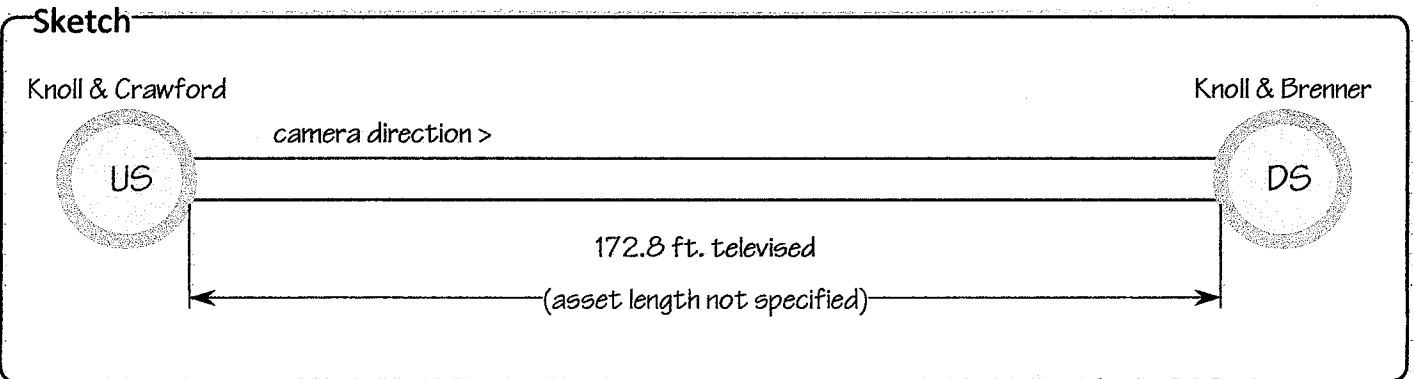 Sketch
Knoll & Crawford
Knoll & Brenner
camera direction >
US
DS
172.8 ft. televised
(asset length not specified)